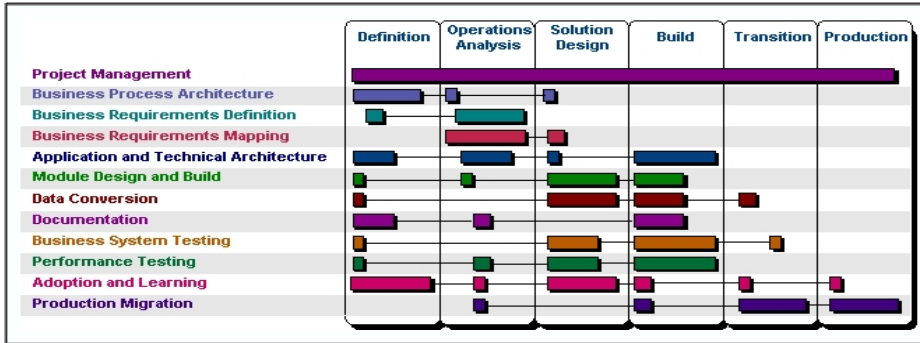 Definition
Operations
Analysis
Solution
Design
Build
Transition
Production
Project Management
Business Process Architecture
Business Requirements Definition
Business Requirements Mapping
Application and Technical Architecture
Module Design and Build
Data Conversion
Documentation
Business System Testing
Performance Testing
Adoption and Learning
Production Migration